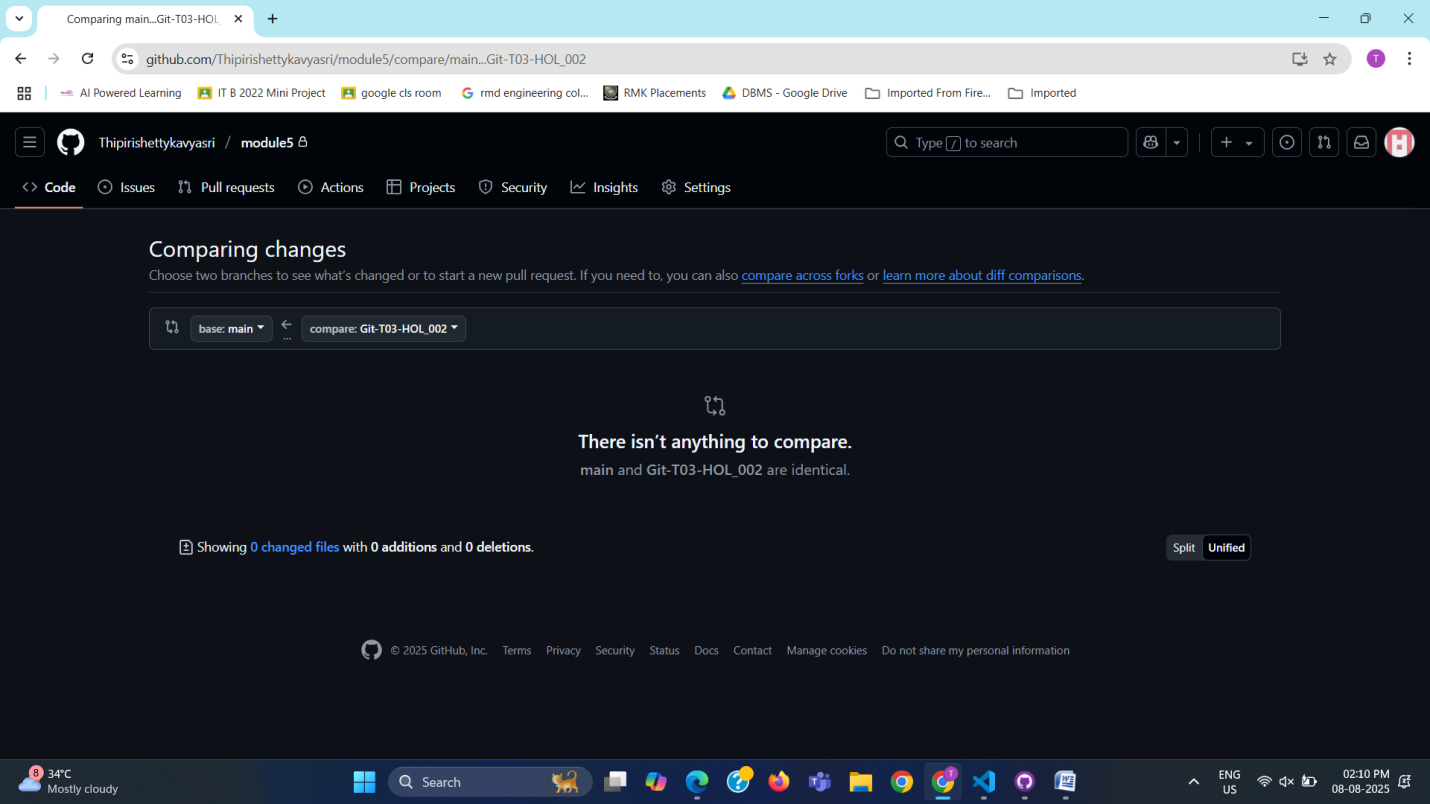 Comparing main...Git-T03-HOL_
github.com/Thipirishettykavyasri/module5/compare/main...Git-T03-HOL_002
T
AI Powered Learning
IT B 2022 Mini Project
google cls room
rmd engineering col...
RMK Placements
DBMS - Google Drive
Imported From Fire...
Imported
Thipirishettykavyasri / module5
Type / to search
Code
Issues
Pull requests
Actions
Projects
Security
Insights
Settings
Comparing changes
Choose two branches to see what's changed or to start a new pull request. If you need to, you can also compare across forks or learn more about diff comparisons.
base: main
...
compare: Git-T03-HOL_002
There isn't anything to compare.
main and Git-T03-HOL_002 are identical.
Showing 0 changed files with 0 additions and 0 deletions.
Split
Unified
© 2025 GitHub, Inc.
Terms
Privacy
Security
Status
Docs
Contact
Manage cookies
Do not share my personal information
8
34°C
Mostly cloudy
Search
T
ENG
US
02:10 PM
08-08-2025